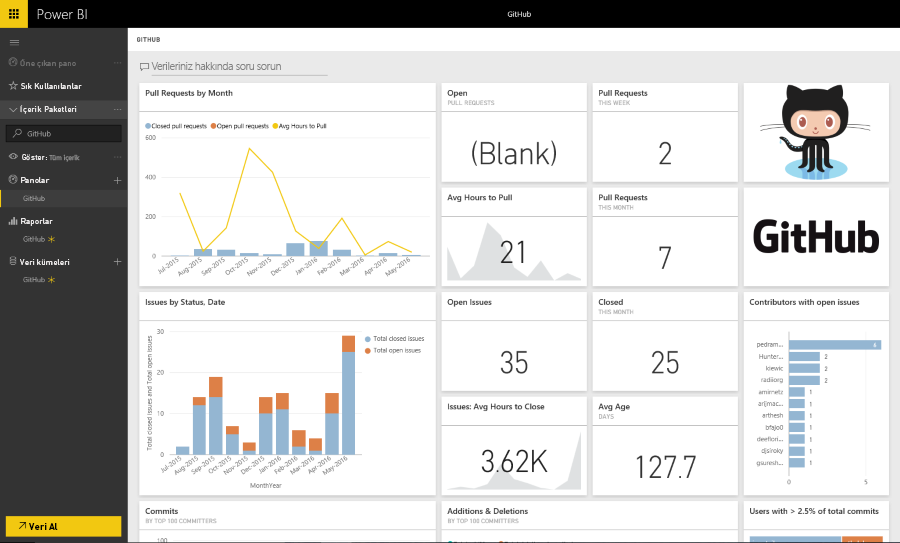 Power BI
GitHub
Öne çıkan pano
Sık Kullanılanlar
İçerik Paketleri
GitHub
Göster: Tüm içerik
Panolar
GitHub
Raporlar
GitHub
Veri kümeleri
GitHub
Veri Al
GITHUB
Verileriniz hakkında soru sorun
Pull Requests by Month
Closed pull requests Open pull requests Avg Hours to Pull
600
400
200
0
Jul-2015 Aug-2015 Sep-2015 Oct-2015 Nov-2015 Dec-2015 Jan-2016 Feb-2016 Mar-2016 Apr-2016 May-2016
Open
PULL REQUESTS
(Blank)
Pull Requests
THIS WEEK
2
Avg Hours to Pull
21
Pull Requests
THIS MONTH
7
GitHub
Issues by Status, Date
Total closed issues and Total open issues
30
20
10
0
Total closed issues
Total open issues
Jul-2015 Aug-2015 Sep-2015 Oct-2015 Nov-2015 Dec-2015 Jan-2016 Feb-2016 Mar-2016 Apr-2016 May-2016
MonthYear
Open Issues
35
Closed
THIS MONTH
25
Issues: Avg Hours to Close
3.62K
Avg Age
DAYS
127.7
Contributors with open issues
pedram... 6
Hunter... 2
kiewic 2
radiiorg 2
amirnetz 1
arijmac... 1
arthesh 1
bfajo0 1
deefion... 1
djsiroky 1
gsuresh... 1
0 5
Commits
BY TOP 100 COMMITTERS
100
Additions & Deletions
BY TOP 100 COMMITTERS
Users with > 2.5% of total commits